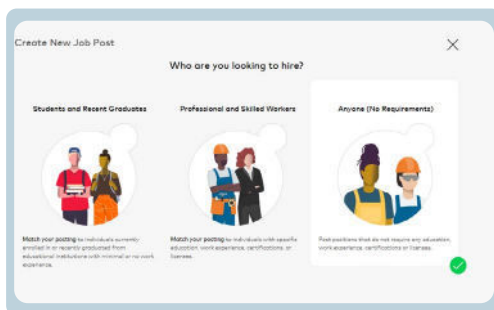 Create New Job Post
Who are you looking to hire?
Students and Recent Graduates
Match your posting to individuals currently
enrolled in or recently graduated from
educational institutions with minimal or no work
experience.
Professional and Skilled Workers
Match your posting to individuals with specific
education, work experience, certifications, or
licenses.
Anyone (No Requirements)
Post positions that do not require any education,
work experience, certifications or licenses.